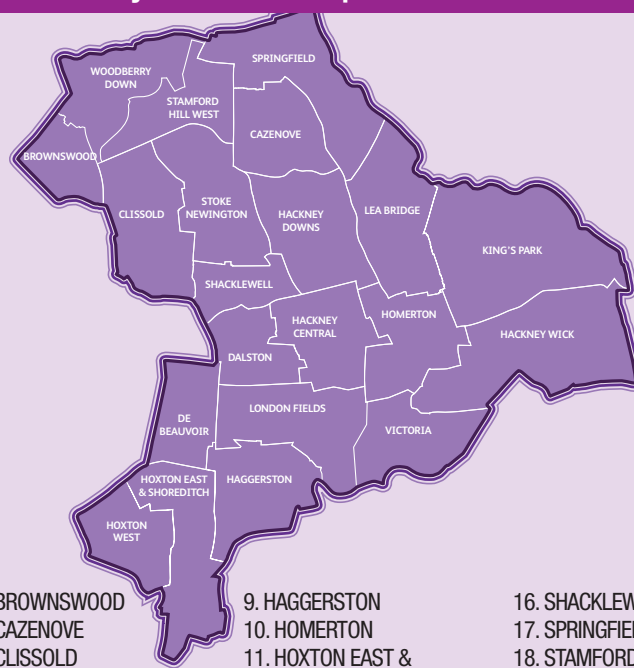 SPRINGFIELD
WOODBERRY
DOWN
STAMFORD
HILL WEST
CAZENOVE
BROWNSWOOD
CLISSOLD
STOKE
NEWINGTON
HACKNEY
DOWNS
LEA BRIDGE
KING'S PARK
SHACKLEWELL
HACKNEY
CENTRAL
HOMERTON
HACKNEY WICK
DALSTON
LONDON FIELDS
DE
BEAUVOIR
VICTORIA
HOXTON EAST
& SHOREDITCH
HAGGERSTON
HOXTON
WEST
BROWNSWOOD
CAZENOVE
CLISSOLD
9. HAGGERSTON
10. HOMERTON
11. HOXTON EAST &
16. SHACKLEW
17. SPRINGFIE
18. STAMFORD